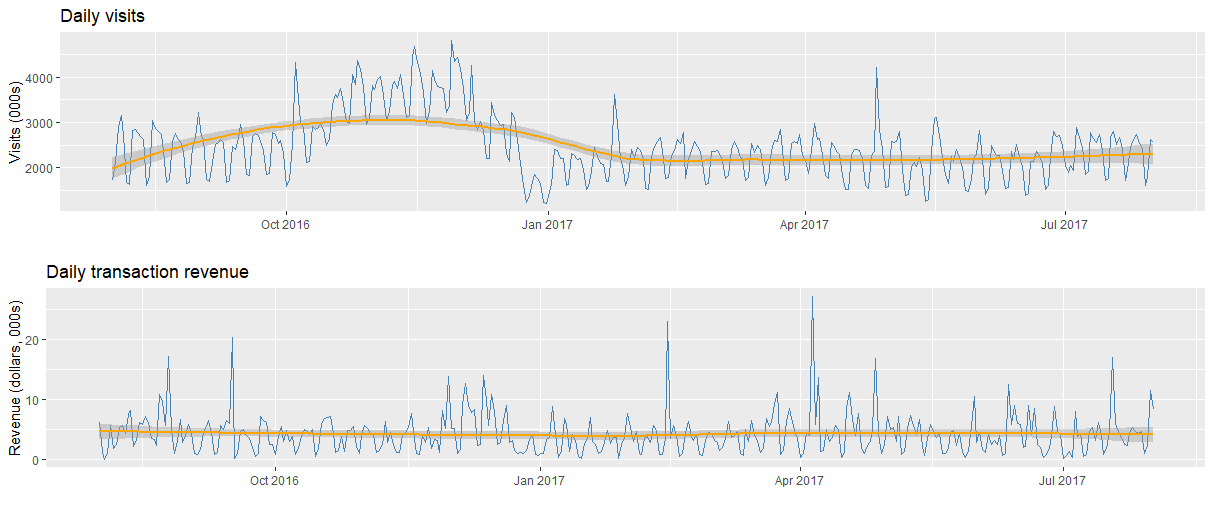 Daily visits
Visits (000s)
4000
3000
2000
Oct 2016
Jan 2017
Apr 2017
Jul 2017
Daily transaction revenue
Revenue (dollars, 000s)
20
10
0
Oct 2016
Jan 2017
Apr 2017
Jul 2017